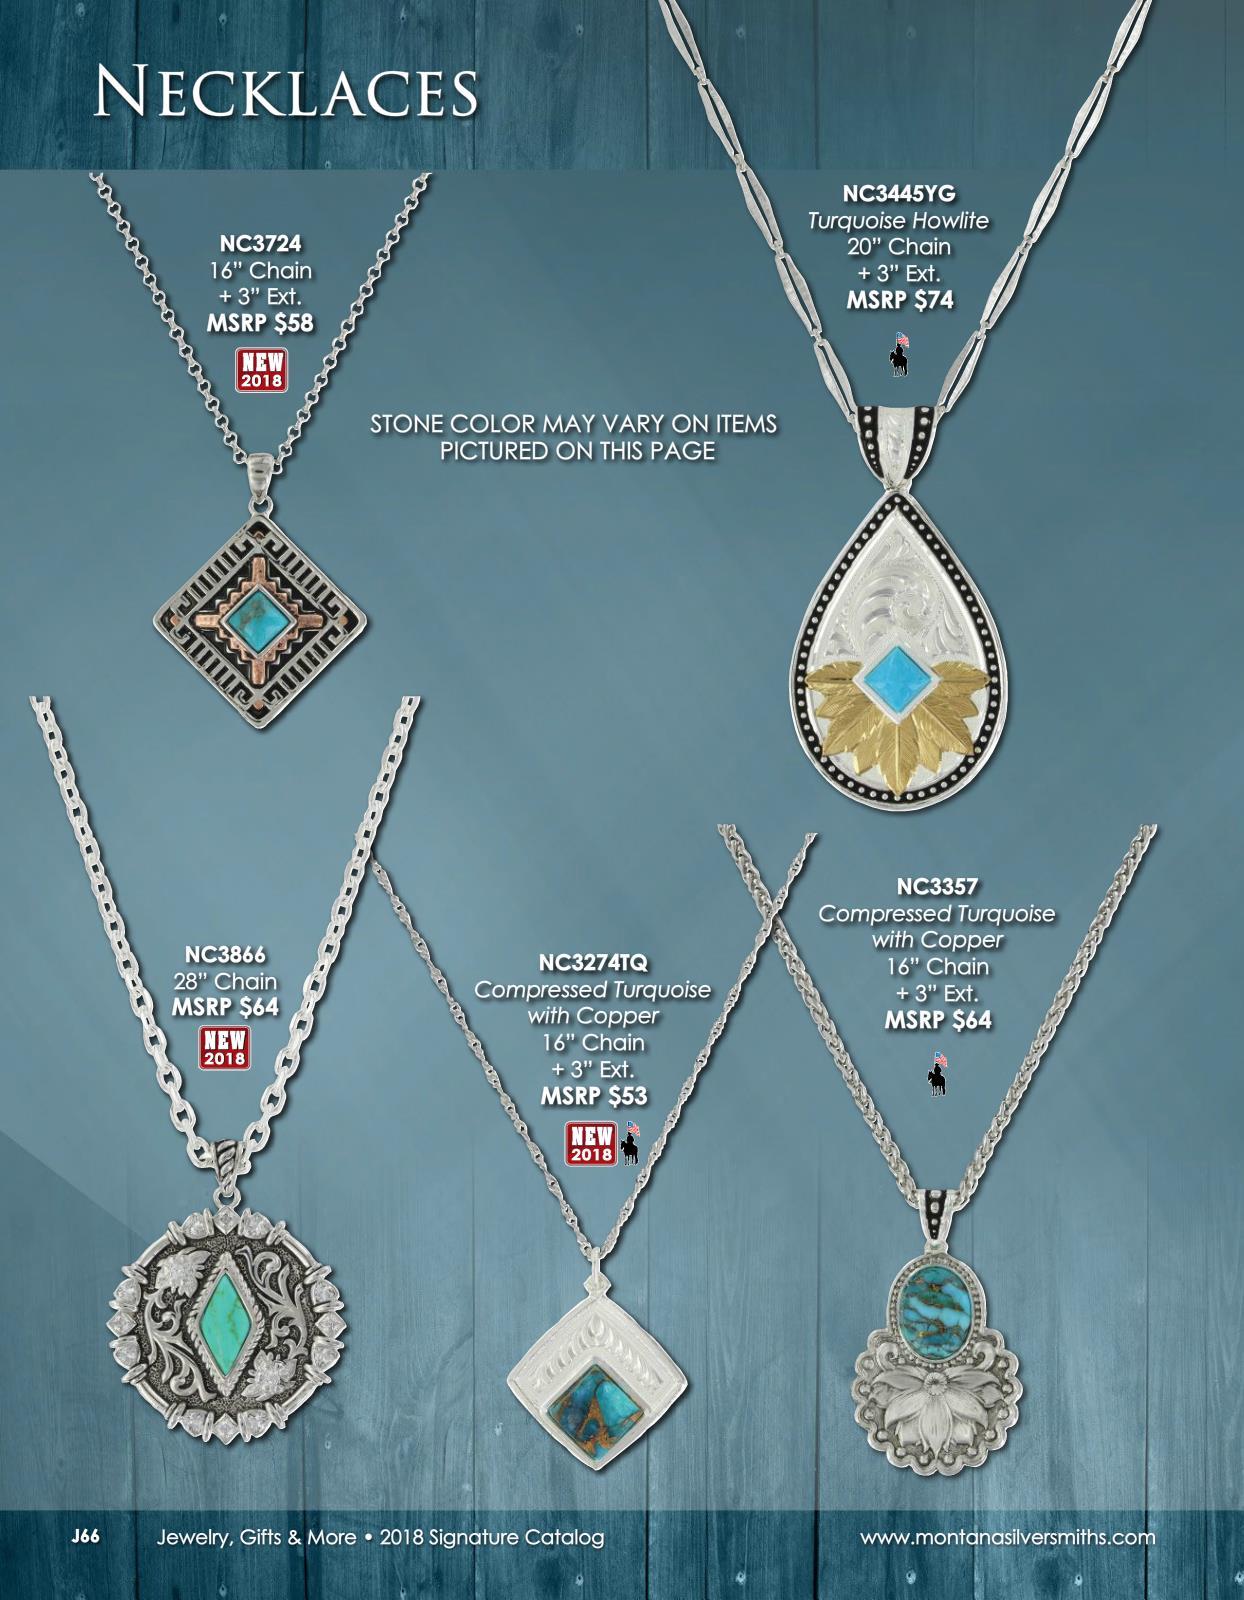 NECKLACES
NC3724
16” Chain
+ 3” Ext.
MSRP $58
NEW
2018
NC3445YG
Turquoise Howlite
20” Chain
+ 3” Ext.
MSRP $74
STONE COLOR MAY VARY ON ITEMS
PICTURED ON THIS PAGE
NC3866
28” Chain
MSRP $64
NEW
2018
NC3274TQ
Compressed Turquoise
with Copper
16” Chain
+ 3” Ext.
MSRP $53
NEW
2018
NC3357
Compressed Turquoise
with Copper
16” Chain
+ 3” Ext.
MSRP $64
J66 Jewelry, Gifts & More • 2018 Signature Catalog www.montanasilversmiths.com